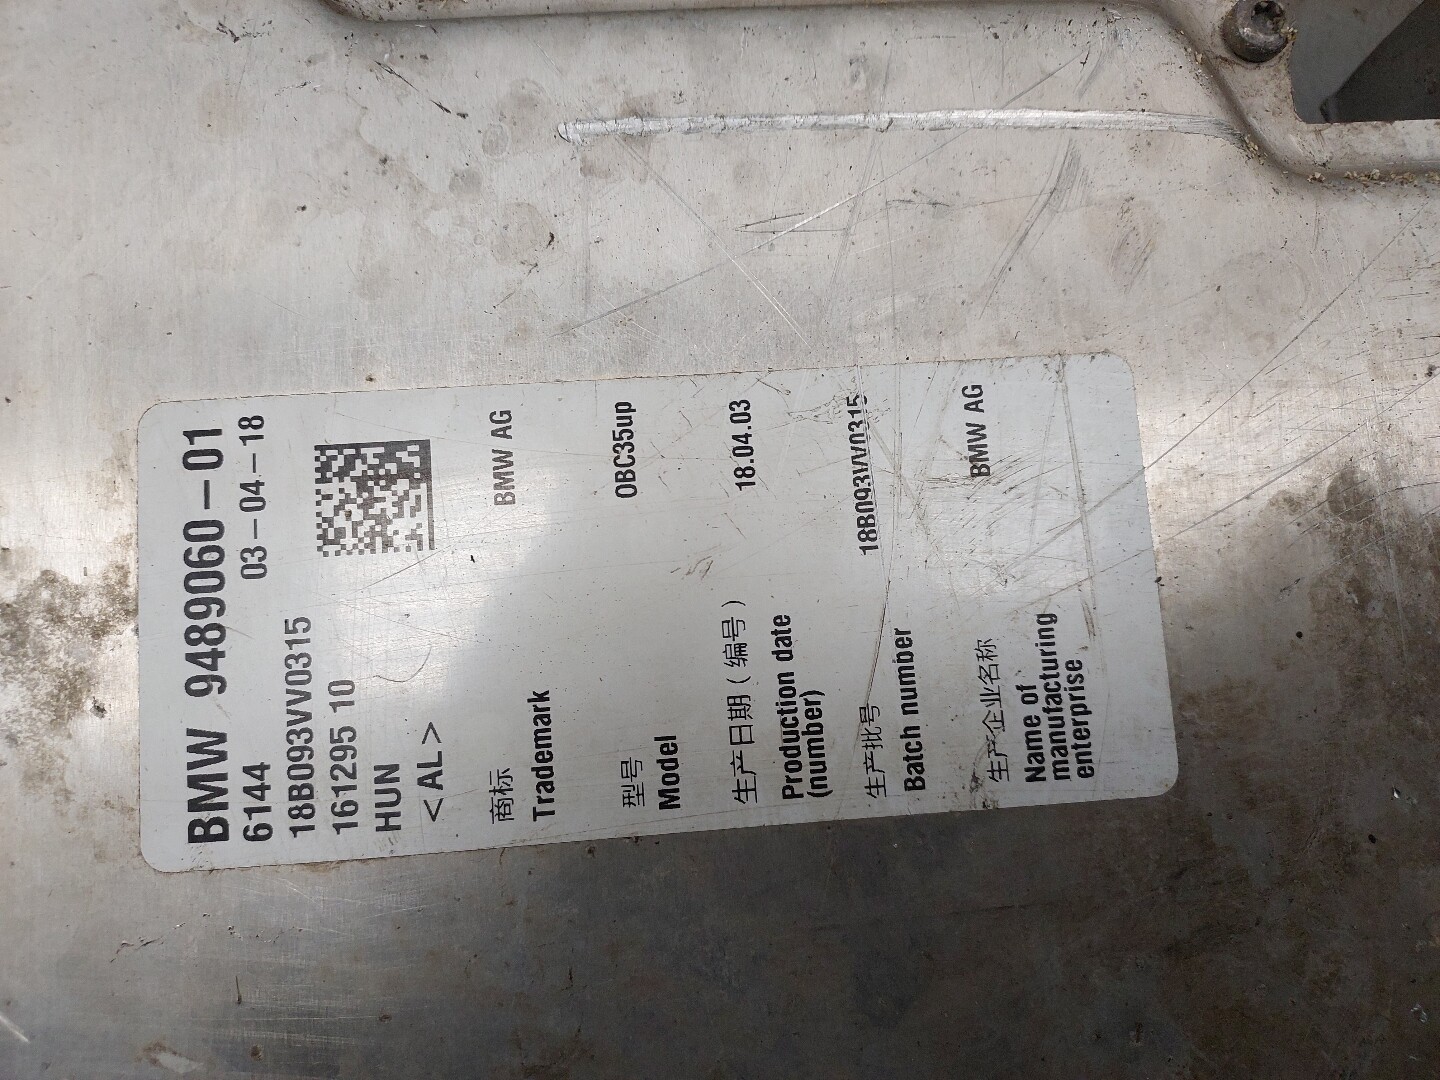 BMW 9489060-01
6144 03-04-18
18B093VV0315
161295 10
HUN
<AL>
商标
Trademark
BMW AG
型号
Model
OBC35up
生产日期(编号)
Production date
(number)
18.04.03
生产批号
Batch number
18B093VV0315
生产企业名称
Name of
manufacturing
enterprise
BMW AG